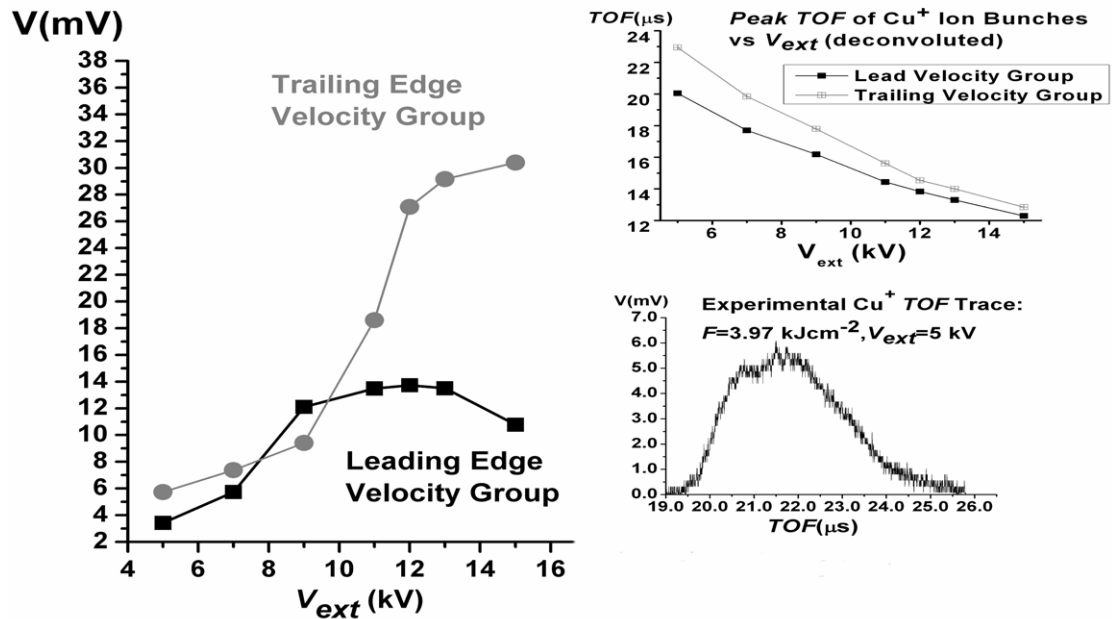 V(mV)
38
36
34
32
30
28
26
24
22
20
18
16
14
12
10
8
6
4
2
4 6 8 10 12 14 16
V_ext (kV)
Trailing Edge
Velocity Group
Leading Edge
Velocity Group
TOF(µs)
Peak TOF of Cu⁺ Ion Bunches
vs V_ext (deconvoluted)
Lead Velocity Group
Trailing Velocity Group
24
22
20
18
16
14
12
6 8 10 12 14
V_ext (kV)
V(mV)
Experimental Cu⁺ TOF Trace:
F=3.97 kJcm⁻²,V_ext=5 kV
7.0
6.0
5.0
4.0
3.0
2.0
1.0
0.0
19.0 20.0 21.0 22.0 23.0 24.0 25.0 26.0
TOF(µs)